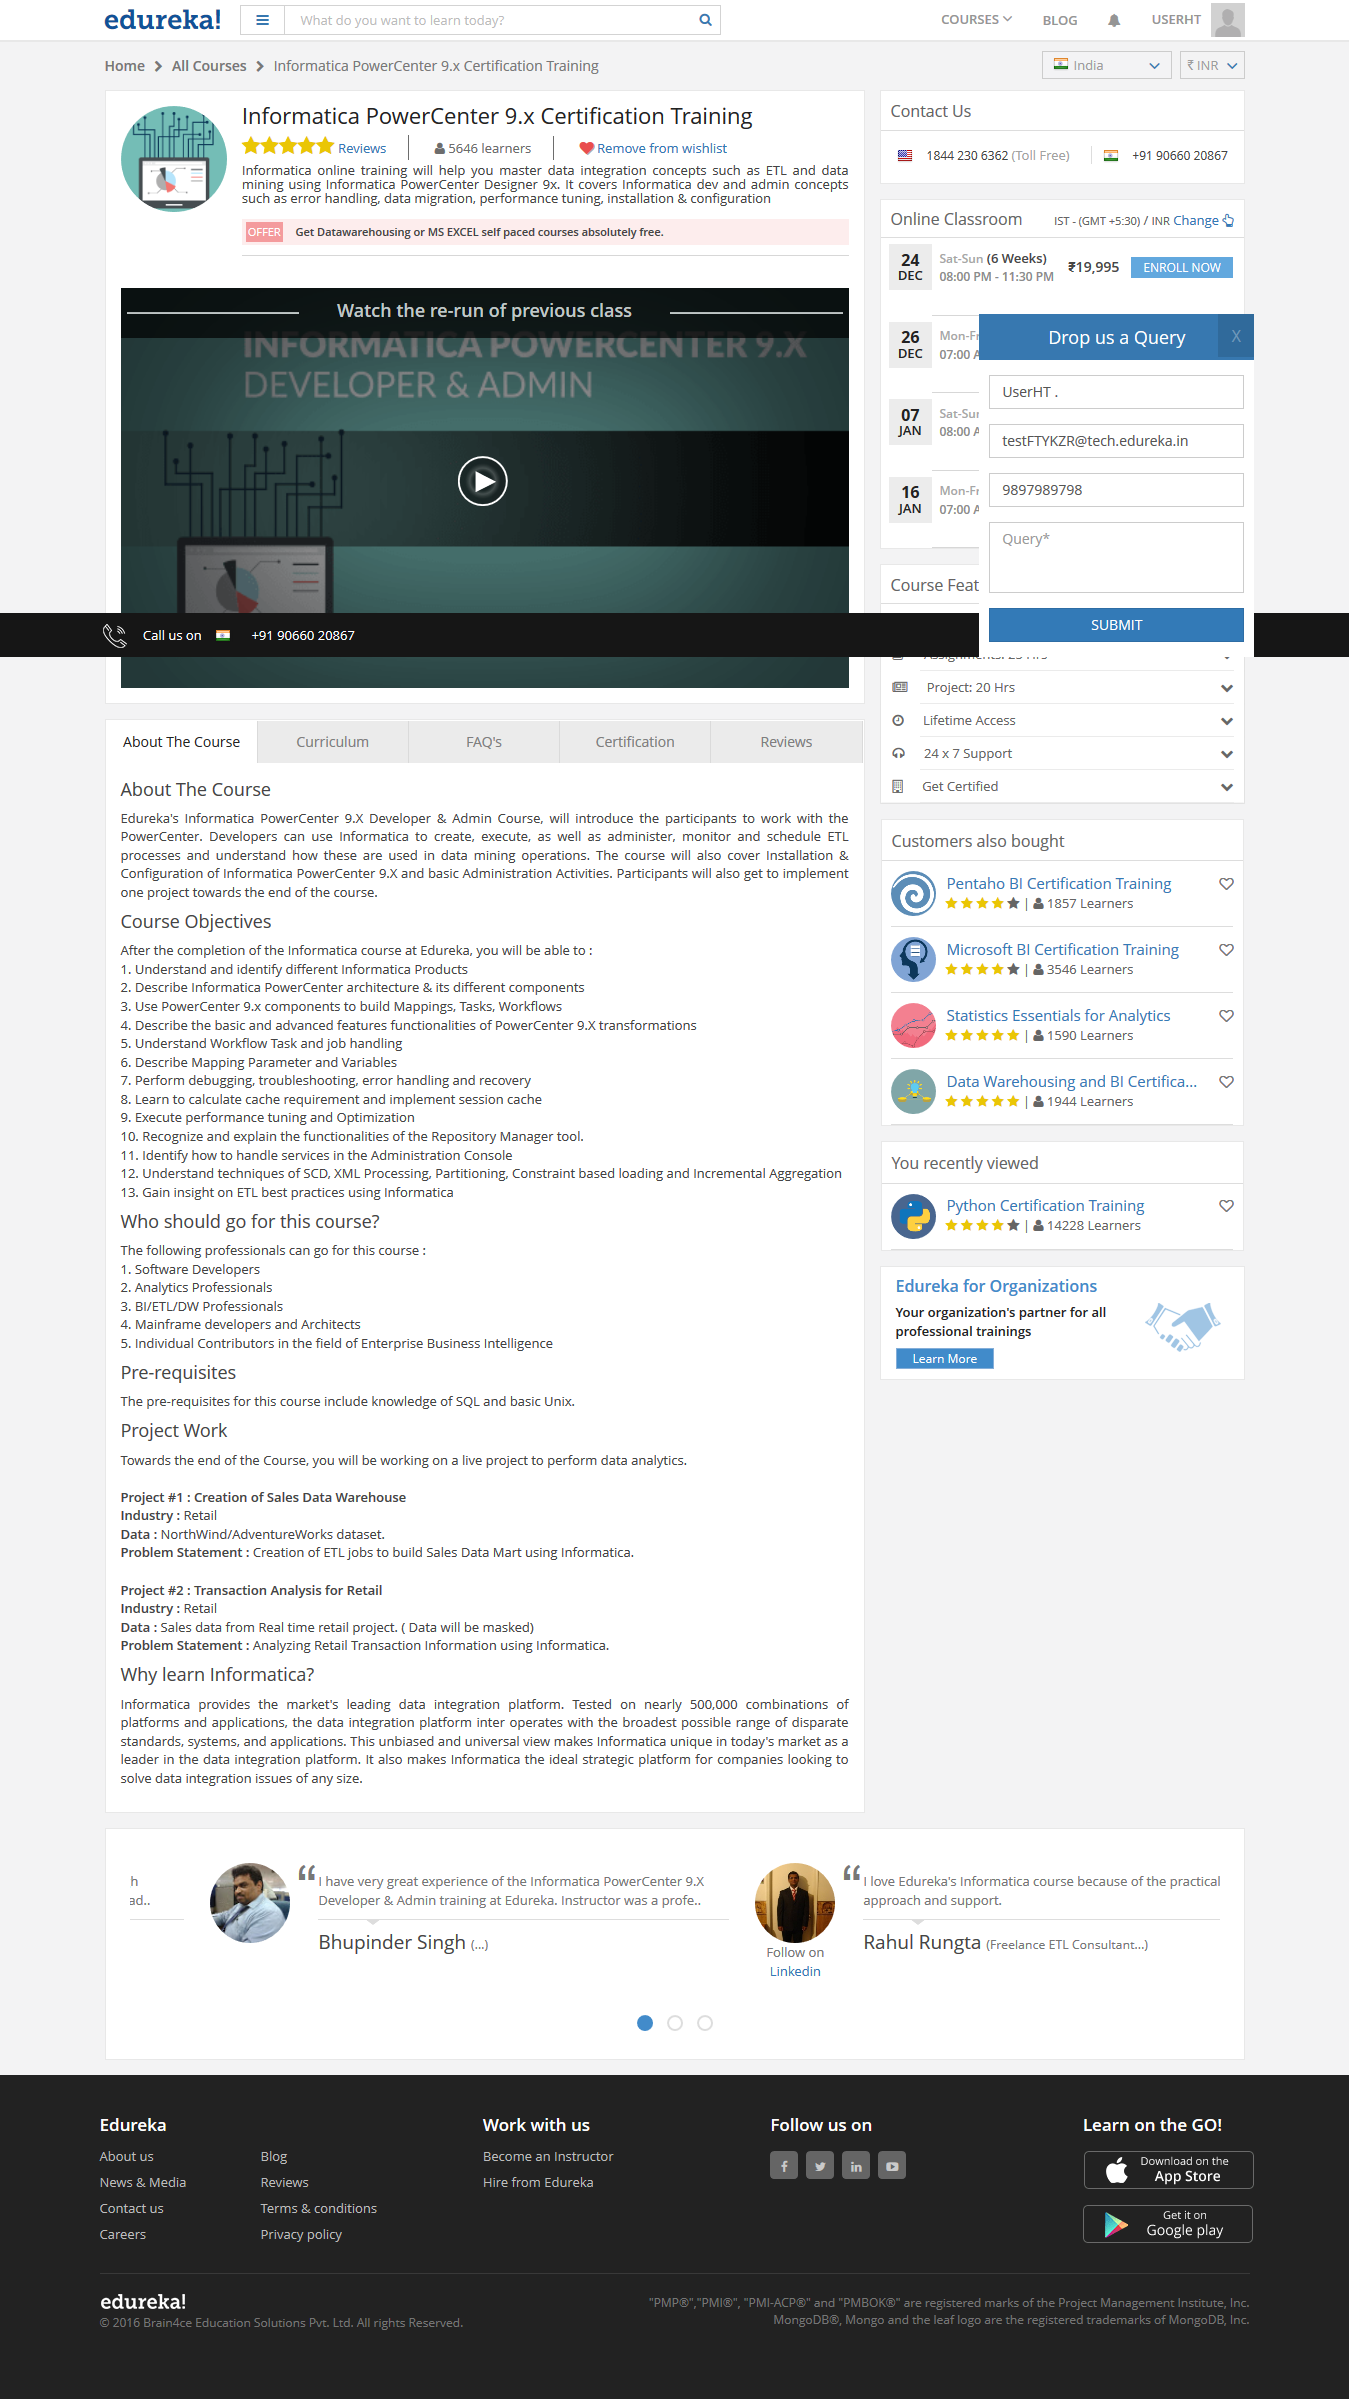 edureka!
What do you want to learn today?
COURSES
BLOG
USERHT
Home
All Courses
Informatica PowerCenter 9.x Certification Training
India
₹ INR
Informatica PowerCenter 9.x Certification Training
Reviews
5646 learners
Remove from wishlist
Informatica online training will help you master data integration concepts such as ETL and data
mining using Informatica PowerCenter Designer 9x. It covers Informatica dev and admin concepts
such as error handling, data migration, performance tuning, installation & configuration
OFFER Get Datawarehousing or MS EXCEL self paced courses absolutely free.
Watch the re-run of previous class
INFORMATICA POWERCENTER 9.X
DEVELOPER & ADMIN
Call us on +91 90660 20867
Contact Us
1844 230 6362 (Toll Free)
+91 90660 20867
Online Classroom
IST - (GMT +5:30) / INR Change
24
DEC
Sat-Sun (6 Weeks)
08:00 PM - 11:30 PM
₹19,995
ENROLL NOW
26
DEC
Mon-Fr
07:00 A
07
JAN
Sat-Sun
08:00 A
16
JAN
Mon-Fr
07:00 A
Drop us a Query
X
UserHT .
testFTYKZR@tech.edureka.in
9897989798
Query*
SUBMIT
Course Feat
Project: 20 Hrs
Lifetime Access
24 x 7 Support
Get Certified
About The Course
Curriculum
FAQ's
Certification
Reviews
About The Course
Edureka's Informatica PowerCenter 9.X Developer & Admin Course, will introduce the participants to work with the
PowerCenter. Developers can use Informatica to create, execute, as well as administer, monitor and schedule ETL
processes and understand how these are used in data mining operations. The course will also cover Installation &
Configuration of Informatica PowerCenter 9.X and basic Administration Activities. Participants will also get to implement
one project towards the end of the course.
Course Objectives
After the completion of the Informatica course at Edureka, you will be able to :
1. Understand and identify different Informatica Products
2. Describe Informatica PowerCenter architecture & its different components
3. Use PowerCenter 9.x components to build Mappings, Tasks, Workflows
4. Describe the basic and advanced features functionalities of PowerCenter 9.X transformations
5. Understand Workflow Task and job handling
6. Describe Mapping Parameter and Variables
7. Perform debugging, troubleshooting, error handling and recovery
8. Learn to calculate cache requirement and implement session cache
9. Execute performance tuning and Optimization
10. Recognize and explain the functionalities of the Repository Manager tool.
11. Identify how to handle services in the Administration Console
12. Understand techniques of SCD, XML Processing, Partitioning, Constraint based loading and Incremental Aggregation
13. Gain insight on ETL best practices using Informatica
Who should go for this course?
The following professionals can go for this course :
1. Software Developers
2. Analytics Professionals
3. BI/ETL/DW Professionals
4. Mainframe developers and Architects
5. Individual Contributors in the field of Enterprise Business Intelligence
Pre-requisites
The pre-requisites for this course include knowledge of SQL and basic Unix.
Project Work
Towards the end of the Course, you will be working on a live project to perform data analytics.
Project #1 : Creation of Sales Data Warehouse
Industry : Retail
Data : NorthWind/AdventureWorks dataset.
Problem Statement : Creation of ETL jobs to build Sales Data Mart using Informatica.
Project #2 : Transaction Analysis for Retail
Industry : Retail
Data : Sales data from Real time retail project. ( Data will be masked)
Problem Statement : Analyzing Retail Transaction Information using Informatica.
Why learn Informatica?
Informatica provides the market's leading data integration platform. Tested on nearly 500,000 combinations of
platforms and applications, the data integration platform inter operates with the broadest possible range of disparate
standards, systems, and applications. This unbiased and universal view makes Informatica unique in today's market as a
leader in the data integration platform. It also makes Informatica the ideal strategic platform for companies looking to
solve data integration issues of any size.
Customers also bought
Pentaho BI Certification Training
| 1857 Learners
Microsoft BI Certification Training
| 3546 Learners
Statistics Essentials for Analytics
| 1590 Learners
Data Warehousing and BI Certifica...
| 1944 Learners
You recently viewed
Python Certification Training
| 14228 Learners
Edureka for Organizations
Your organization's partner for all
professional trainings
Learn More
h
ad..
“ I have very great experience of the Informatica PowerCenter 9.X
Developer & Admin training at Edureka. Instructor was a profe..
Bhupinder Singh (...)
Follow on
Linkedin
“ I love Edureka's Informatica course because of the practical
approach and support.
Rahul Rungta (Freelance ETL Consultant...)
Edureka
About us
News & Media
Contact us
Careers
Blog
Reviews
Terms & conditions
Privacy policy
Work with us
Become an Instructor
Hire from Edureka
Follow us on
Learn on the GO!
Download on the
App Store
Get it on
Google play
edureka!
© 2016 Brain4ce Education Solutions Pvt. Ltd. All rights Reserved.
"PMP®","PMI®", "PMI-ACP®" and "PMBOK®" are registered marks of the Project Management Institute, Inc.
MongoDB®, Mongo and the leaf logo are the registered trademarks of MongoDB, Inc.